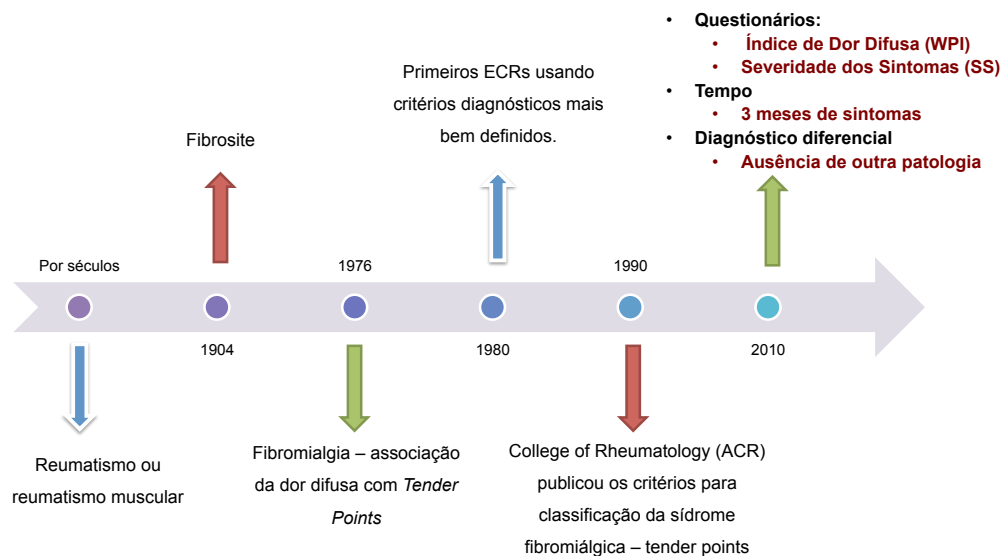 Por séculos
Reumatismo ou
reumatismo muscular
Fibrosite
1904
1976
Fibromialgia – associação
da dor difusa com Tender
Points
Primeiros ECRs usando
critérios diagnósticos mais
bem definidos.
1980
1990
College of Rheumatology (ACR)
publicou os critérios para
classificação da sídrome
fibromiálgica – tender points
• Questionários:
• Índice de Dor Difusa (WPI)
• Severidade dos Sintomas (SS)
• Tempo
• 3 meses de sintomas
• Diagnóstico diferencial
• Ausência de outra patologia
2010